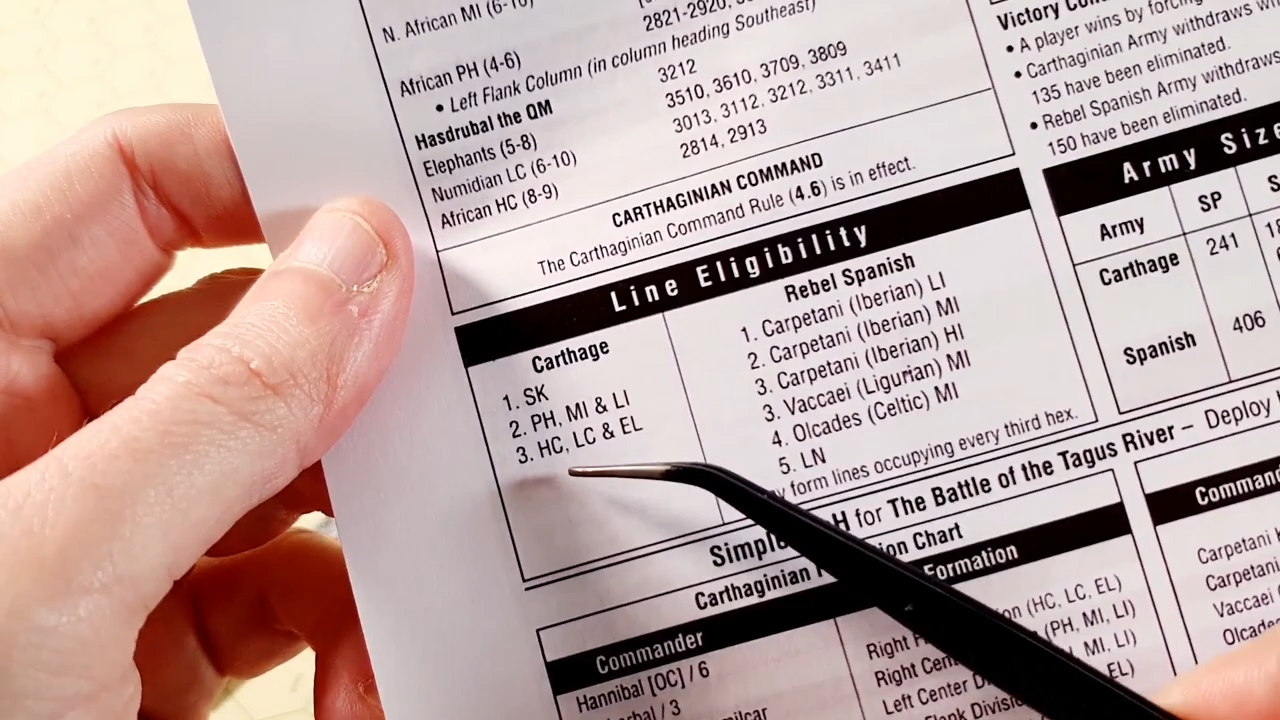 N. African MI (6-10)
2821-2920,
African PH (4-6)
• Left Flank Column (in column heading Southeast)
Hasdrubal the QM 3212
Elephants (5-8) 3510, 3610, 3709, 3809
Numidian LC (6-10) 3013, 3112, 3212, 3311, 3411
African HC (8-9) 2814, 2913
CARTHAGINIAN COMMAND
The Carthaginian Command Rule (4.6) is in effect.
Line Eligibility
Carthage
1. SK
2. PH, MI & LI
3. HC, LC & EL
Rebel Spanish
1. Carpetani (Iberian) LI
2. Carpetani (Iberian) MI
3. Carpetani (Iberian) HI
3. Vaccaei (Ligurian) MI
4. Olcades (Celtic) MI
5. LN
form lines occupying every third hex.
Victory
• A player wins by forcing
• Carthaginian Army withdraws
135 have been eliminated.
• Rebel Spanish Army withdraws
150 have been eliminated.
Army Size
Army SP
Carthage 241
Spanish 406
Simple H for The Battle of the Tagus River – Deploy
Carthaginian Chart
Commander Formation
Hannibal [OC] / 6
/ 3
Right (HC, LC, EL)
Right (PH, MI, LI)
Left Center MI, LI)
Flank EL)
Carpetani
Carpetani
Vaccaei